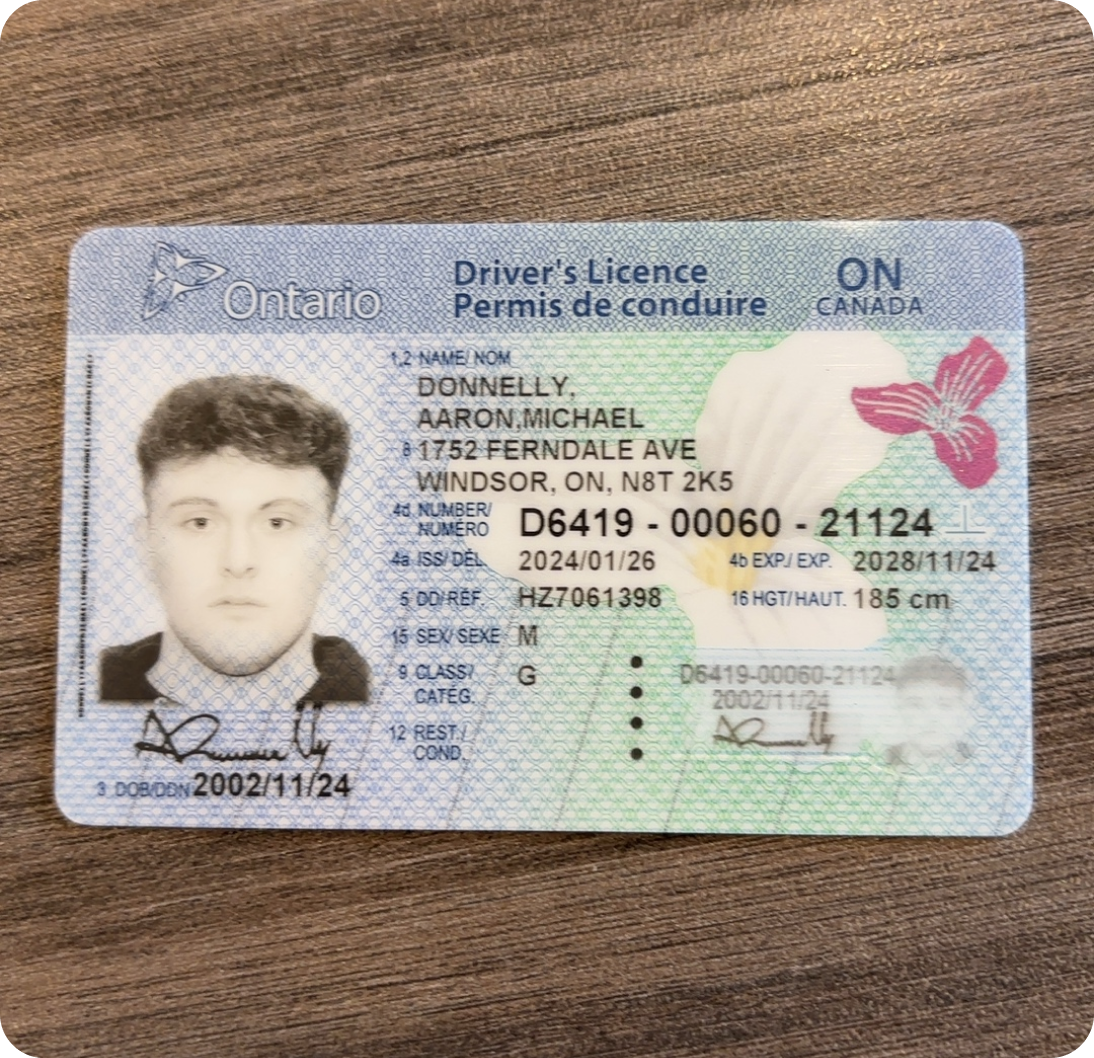 Ontario
Driver's Licence
Permis de conduire
ON
CANADA
1,2 NAME/ NOM
DONNELLY,
AARON,MICHAEL
8 1752 FERNDALE AVE
WINDSOR, ON, N8T 2K5
4d NUMBER/
NUMÉRO
D6419 - 00060 - 21124
4a ISS/ DÉL. 2024/01/26 4b EXP./ EXP. 2028/11/24
5 DD/RÉF. HZ7061398 16 HGT/HAUT. 185 cm
15 SEX/ SEXE M
9 CLASS/
CATÉG.
G
12 REST./
COND.
D6419-00060-21124
2002/11/24
3 DOB/DDN 2002/11/24